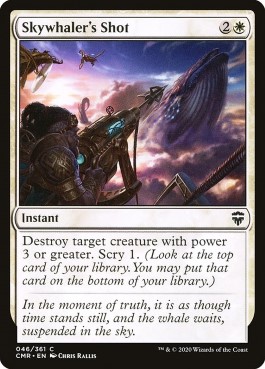 Skywhaler's Shot 2
Instant
Destroy target creature with power
3 or greater. Scry 1. (Look at the top
card of your library. You may put that
card on the bottom of your library.)
In the moment of truth, it is as though
time stands still, and the whale waits,
suspended in the sky.
046/361 C
CMR • EN Chris Rallis
™ & © 2020 Wizards of the Coast